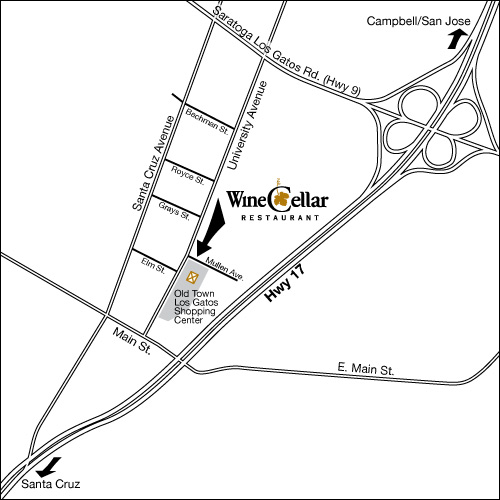 Campbell/San Jose
Saratoga Los Gatos Rd. (Hwy 9)
University Avenue
Santa Cruz Avenue
Bachman St.
Royce St.
Grays St.
Wine Cellar
RESTAURANT
Elm St.
Mullen Ave.
Hwy 17
Old Town
Los Gatos
Shopping
Center
Main St.
E. Main St.
Santa Cruz